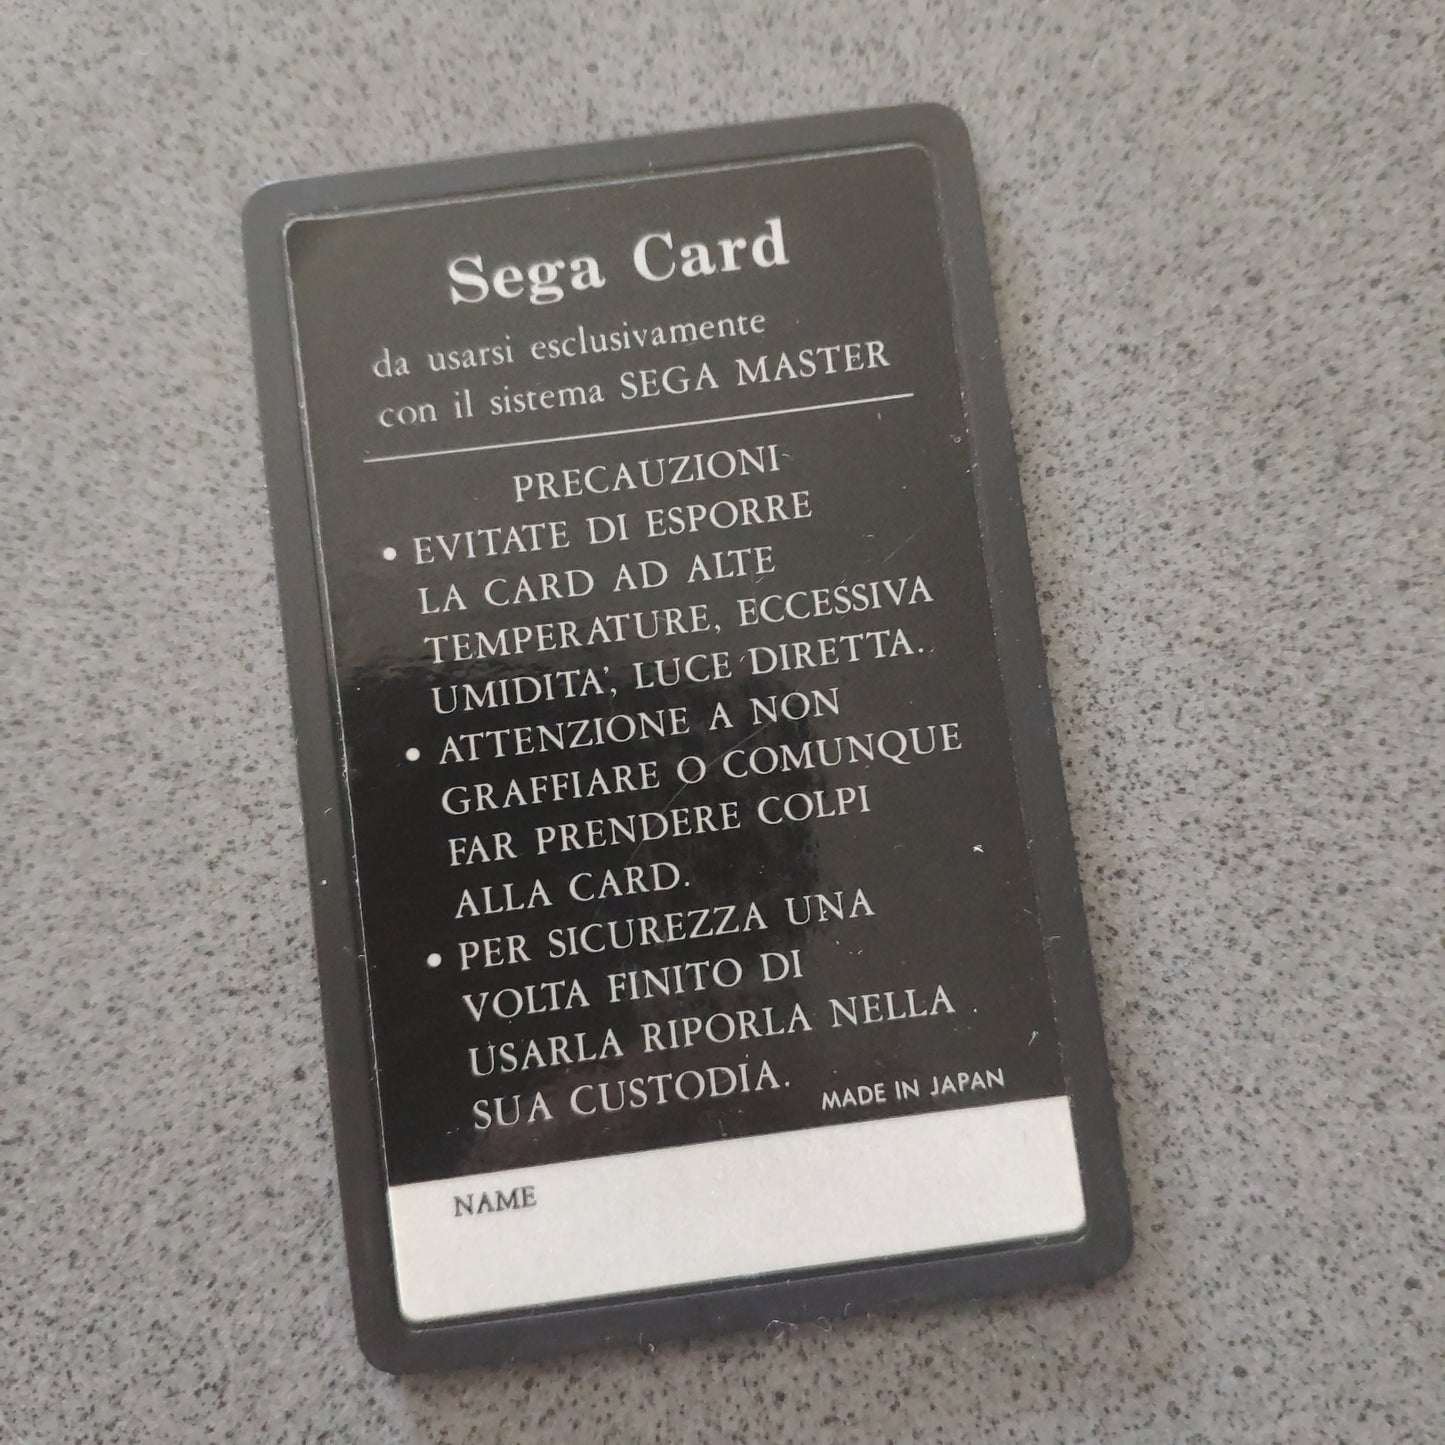 Sega Card
da usarsi esclusivamente
con il sistema SEGA MASTER
PRECAUZIONI
• EVITATE DI ESPORRE
LA CARD AD ALTE
TEMPERATURE, ECCESSIVA
UMIDITA', LUCE DIRETTA.
• ATTENZIONE A NON
GRAFFIARE O COMUNQUE
FAR PRENDERE COLPI
ALLA CARD.
• PER SICUREZZA UNA
VOLTA FINITO DI
USARLA RIPORLA NELLA
SUA CUSTODIA.
MADE IN JAPAN
NAME